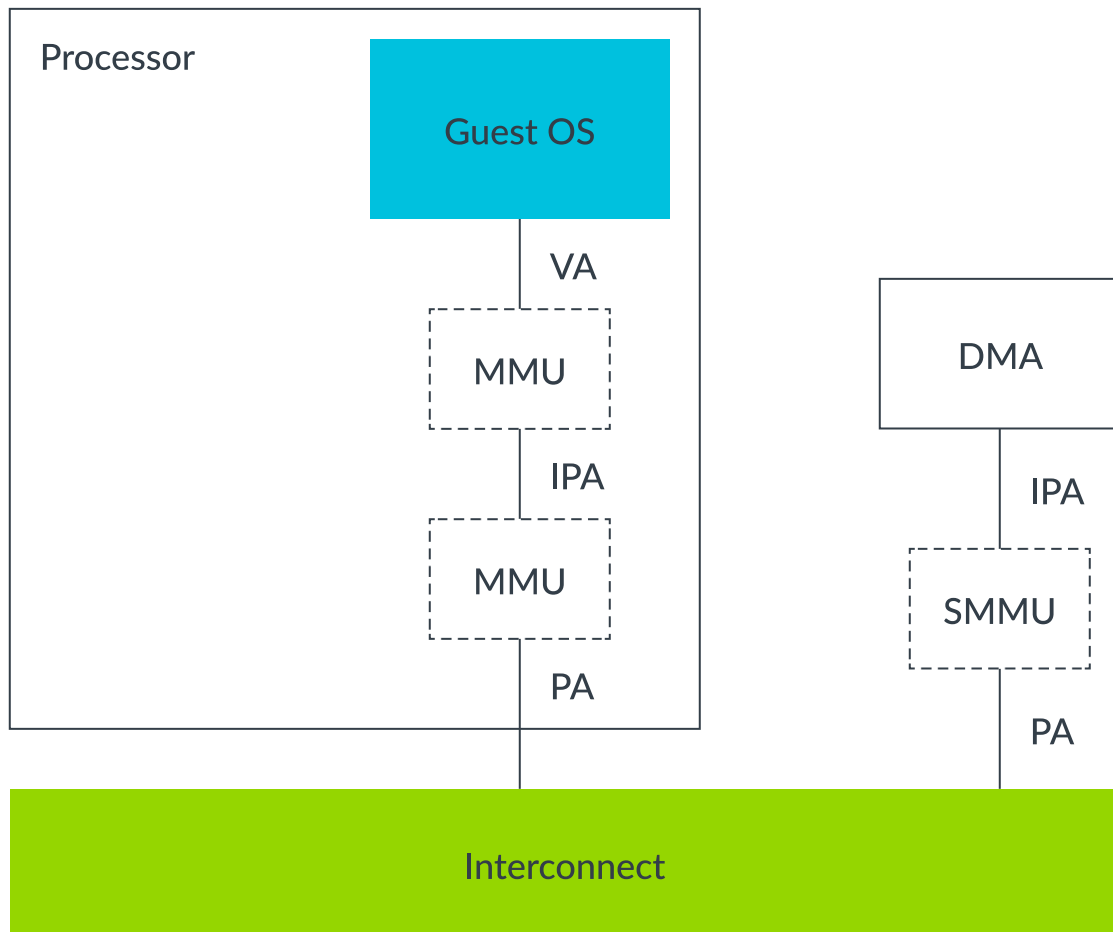 Processor
Guest OS
VA
MMU
IPA
MMU
PA
DMA
IPA
SMMU
PA
Interconnect